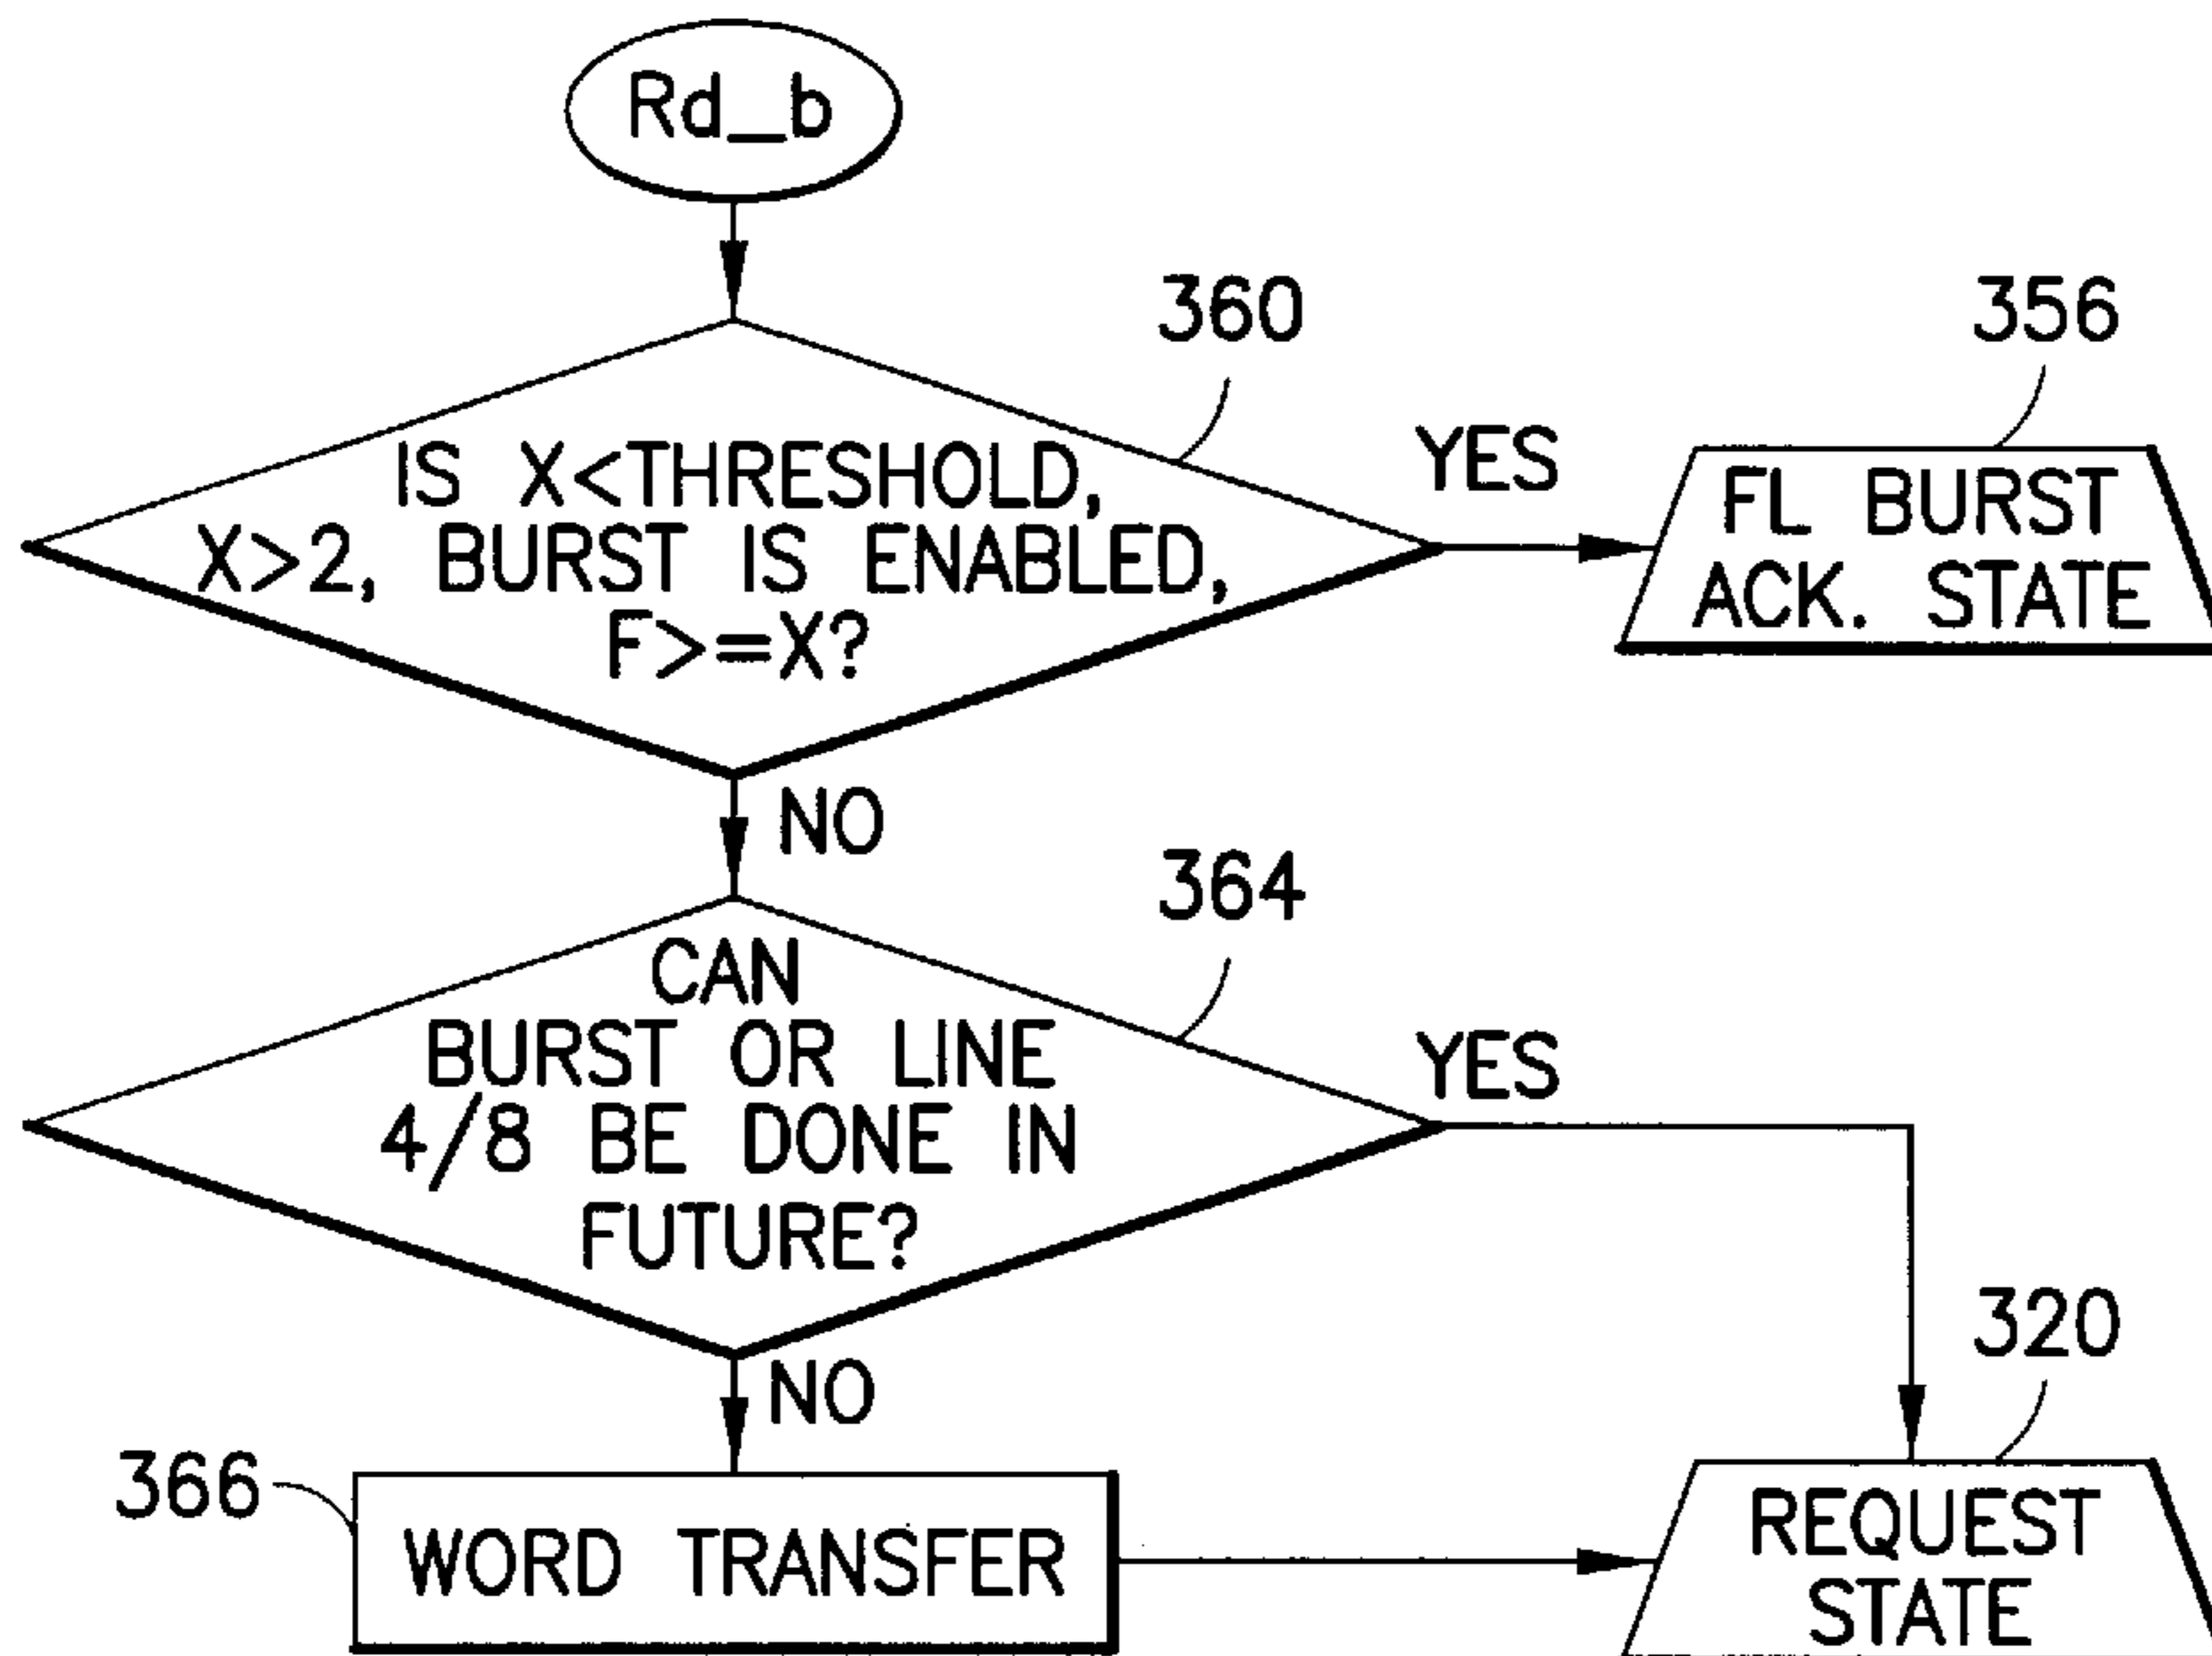 Rd_b
360
356
IS X<THRESHOLD,
X>2, BURST IS ENABLED,
F>=X?
YES
FL BURST
ACK. STATE
NO
364
CAN
BURST OR LINE
4/8 BE DONE IN
FUTURE?
YES
NO
320
366
WORD TRANSFER
REQUEST
STATE